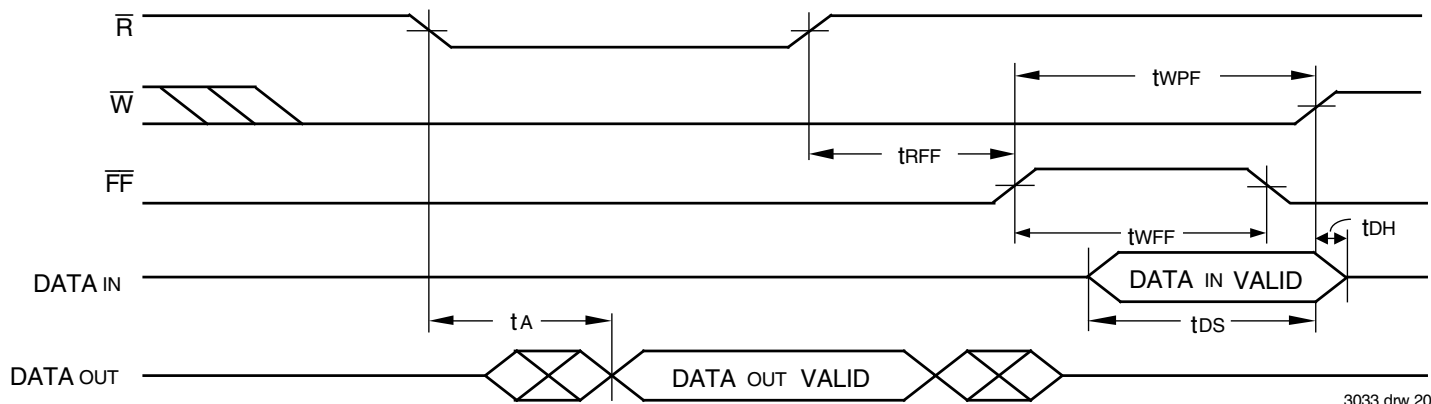 R̅
tWPF
W̅
tRFF
F̅F̅
tDH
tWFF
DATA IN
DATA IN VALID
tA
tDS
DATA OUT
DATA OUT VALID
3033 drw 20